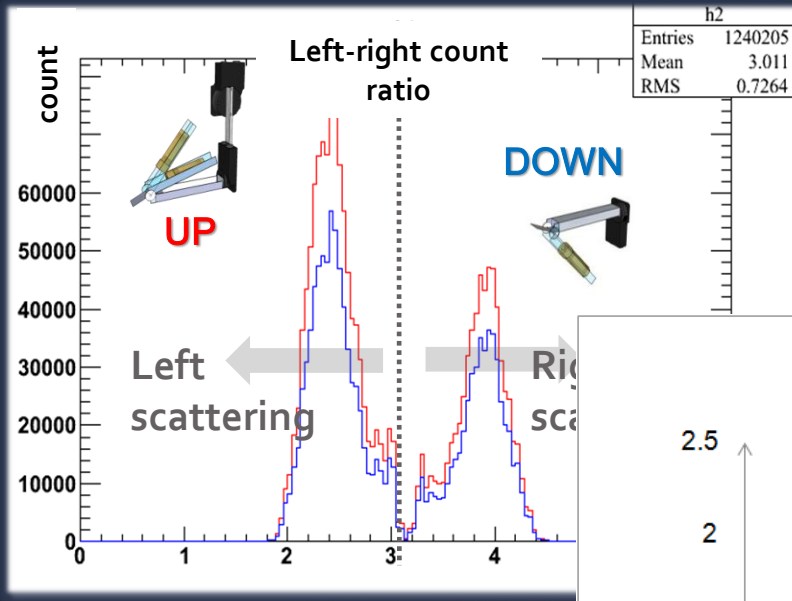 h2
Entries 1240205
Mean 3.011
RMS 0.7264
Left-right count
ratio
count
UP
DOWN
60000
50000
40000
30000
20000
10000
0
Left
scattering
0 1 2 3 4
2.5
2